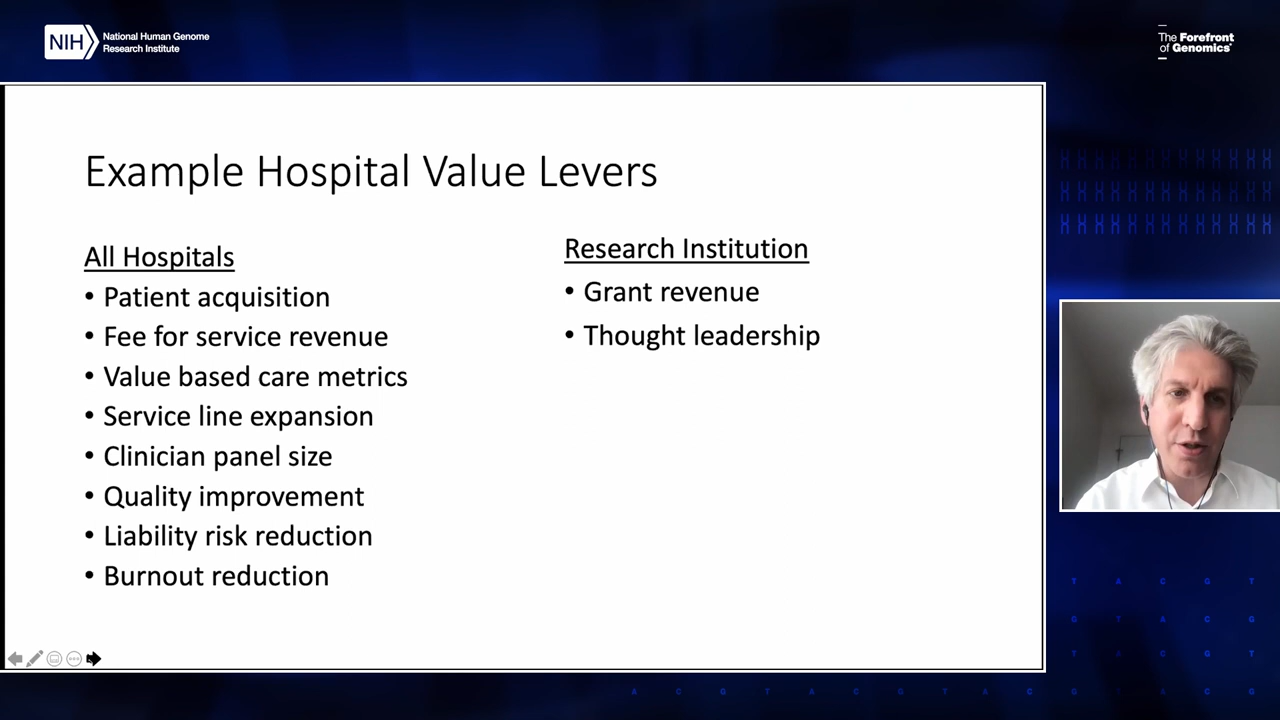 NIH
National Human Genome
Research Institute
The Forefront
of Genomics®
Example Hospital Value Levers
All Hospitals
• Patient acquisition
• Fee for service revenue
• Value based care metrics
• Service line expansion
• Clinician panel size
• Quality improvement
• Liability risk reduction
• Burnout reduction
Research Institution
• Grant revenue
• Thought leadership
T A C G T
G T A C G
T A C G T
A C G T A C G T A C G T A C G